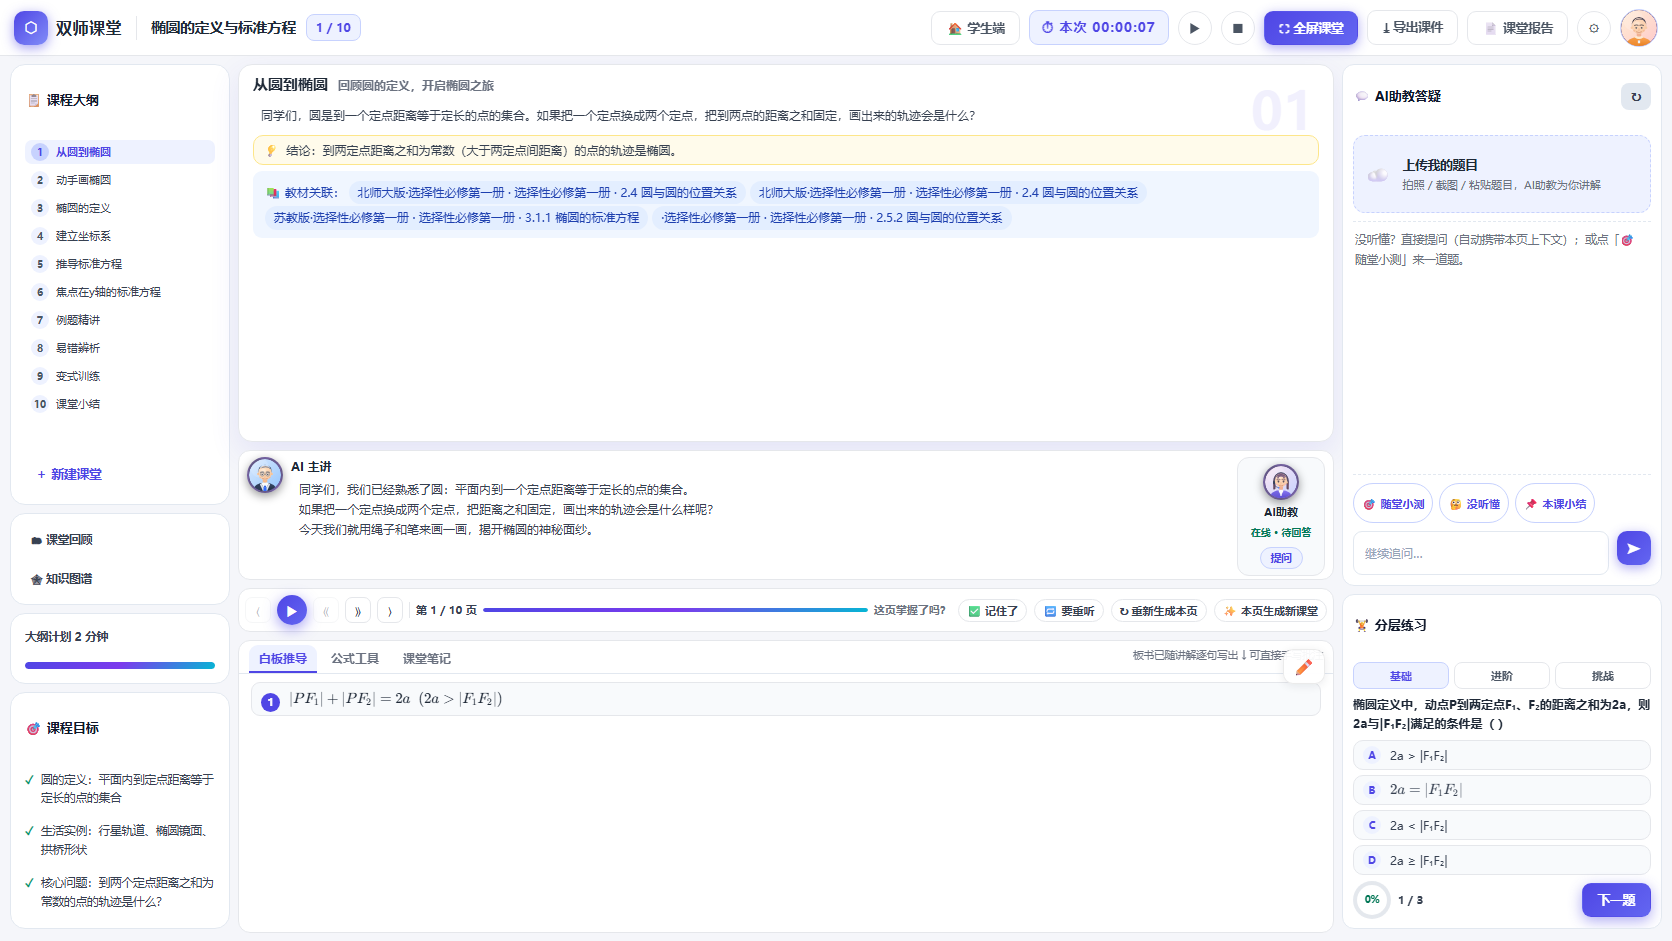 双师课堂
椭圆的定义与标准方程
1 / 10
学生端
本次 00:00:07
全屏课堂
导出课件
课堂报告
课程大纲
1 从圆到椭圆
2 动手画椭圆
3 椭圆的定义
4 建立坐标系
5 推导标准方程
6 焦点在y轴的标准方程
7 例题精讲
8 易错辨析
9 变式训练
10 课堂小结
+ 新建课堂
课堂回顾
知识图谱
大纲计划 2 分钟
课程目标
✓ 圆的定义：平面内到定点距离等于
定长的点的集合
✓ 生活实例：行星轨道、椭圆镜面、
拱桥形状
✓ 核心问题：到两个定点距离之和为
常数的点的轨迹是什么？
从圆到椭圆 回顾圆的定义，开启椭圆之旅
01
同学们，圆是到一个定点距离等于定长的点的集合。如果把一个定点换成两个定点，把到两点的距离之和固定，画出来的轨迹会是什么？
结论：到两定点距离之和为常数（大于两定点间距离）的点的轨迹是椭圆。
教材关联： 北师大版·选择性必修第一册 · 选择性必修第一册 · 2.4 圆与圆的位置关系 北师大版·选择性必修第一册 · 选择性必修第一册 · 2.4 圆与圆的位置关系
苏教版·选择性必修第一册 · 选择性必修第一册 · 3.1.1 椭圆的标准方程 ·选择性必修第一册 · 选择性必修第一册 · 2.5.2 圆与圆的位置关系
AI 主讲
同学们，我们已经熟悉了圆：平面内到一个定点距离等于定长的点的集合。
如果把一个定点换成两个定点，把距离之和固定，画出来的轨迹会是什么样呢？
今天我们就用绳子和笔来画一画，揭开椭圆的神秘面纱。
AI助教
在线 • 待回答
提问
第 1 / 10 页
这页掌握了吗?
记住了
要重听
↻ 重新生成本页
本页生成新课堂
白板推导
公式工具
课堂笔记
板书已随讲解逐句写出 ↓ 可直接
1 |PF₁| + |PF₂| = 2a (2a > |F₁F₂|)
AI助教答疑
↻
上传我的题目
拍照 / 截图 / 粘贴题目，AI助教为你讲解
没听懂？直接提问（自动携带本页上下文）；或点「🎯
随堂小测」来一道题。
随堂小测
没听懂
本课小结
继续追问...
分层练习
基础
进阶
挑战
椭圆定义中，动点P到两定点F₁、F₂的距离之和为2a，则
2a与|F₁F₂|满足的条件是（ ）
A 2a > |F₁F₂|
B 2a = |F₁F₂|
C 2a < |F₁F₂|
D 2a ≥ |F₁F₂|
0%
1 / 3
下一题